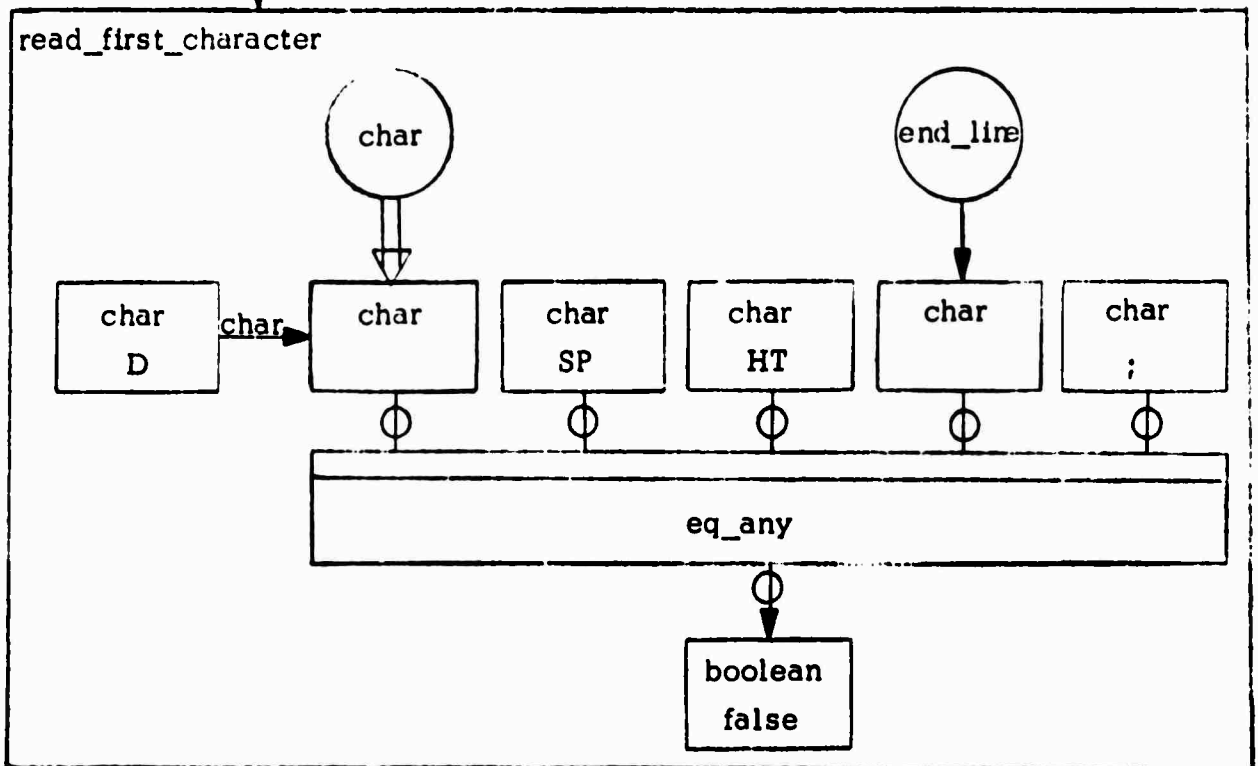 read_first_character
char
end_line
char
D
char
char
char
SP
char
HT
char
char
;
eq_any
boolean
false